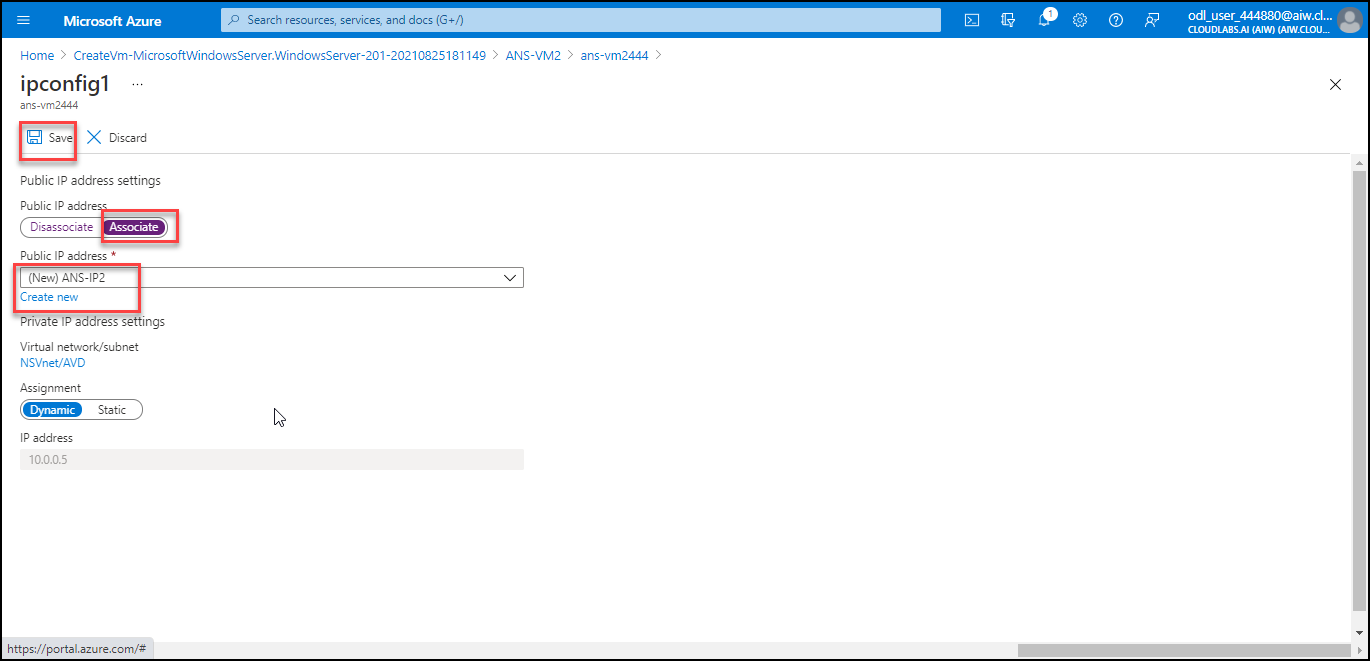 Microsoft Azure
Search resources, services, and docs (G+/)
1
odl_user_444880@aiw.cl...
CLOUDLABS.AI (AIW) (AIW.CLOU...
Home > CreateVm-MicrosoftWindowsServer.WindowsServer-201-20210825181149 > ANS-VM2 > ans-vm2444 >
ipconfig1 ...
ans-vm2444
Save Discard
Public IP address settings
Public IP address
Disassociate Associate
Public IP address *
(New) ANS-IP2
Create new
Private IP address settings
Virtual network/subnet
NSVnet/AVD
Assignment
Dynamic Static
IP address
10.0.0.5
https://portal.azure.com/#